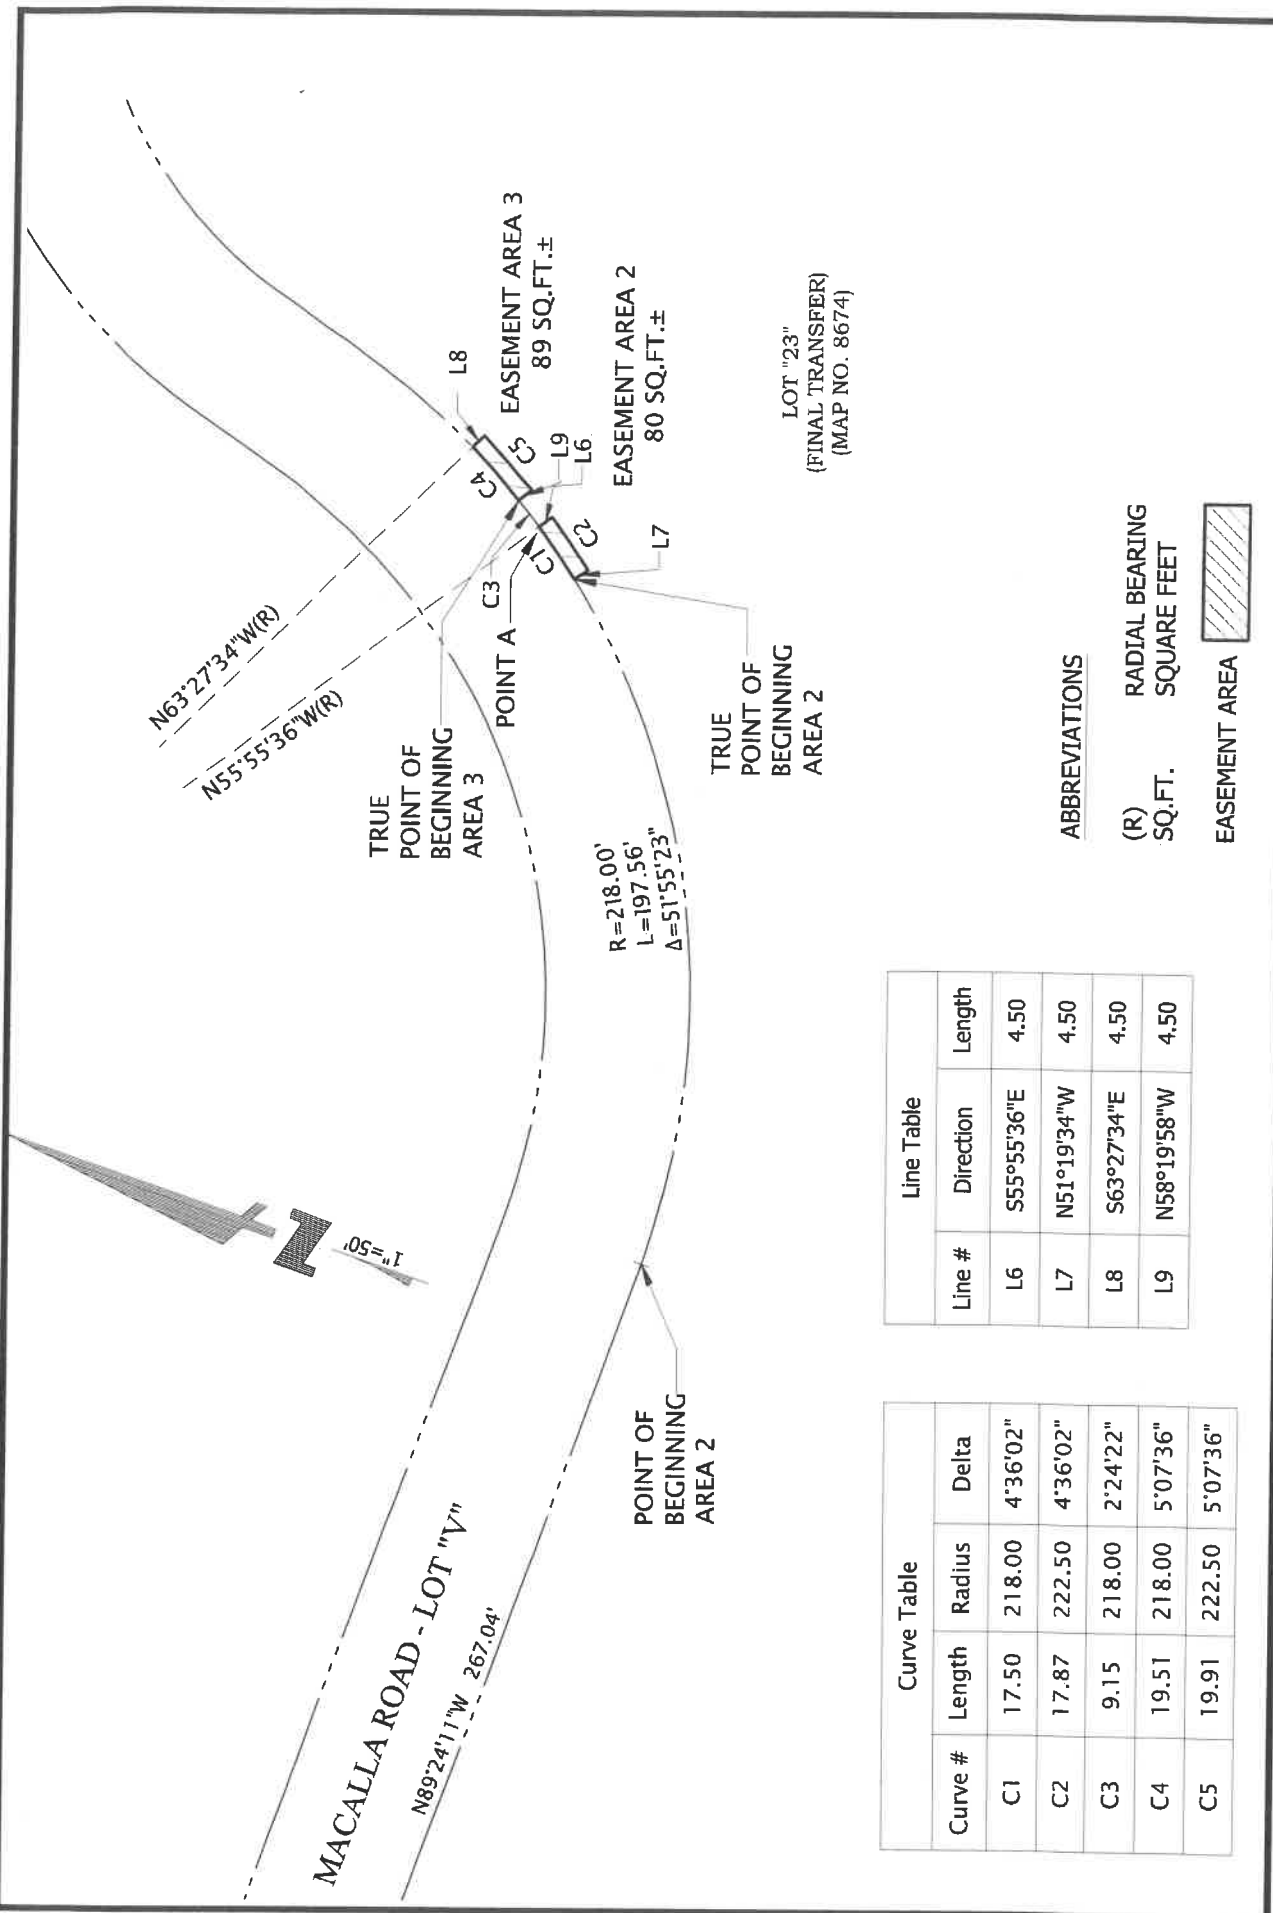 MACALLA ROAD - LOT "V"
N89°24'11"W 267.04'
1"=50'
POINT OF
BEGINNING
AREA 2
R=218.00'
L=197.56'
Δ=51°55'23"
N63°27'34"W(R)
N55°55'36"W(R)
TRUE
POINT OF
BEGINNING
AREA 3
POINT A
C3
C1
C2
C4
C5
L8
L9
L6
L7
EASEMENT AREA 3
89 SQ.FT.±
EASEMENT AREA 2
80 SQ.FT.±
TRUE
POINT OF
BEGINNING
AREA 2
LOT "23"
(FINAL TRANSFER)
(MAP NO. 8674)
Curve Table
Curve # Length Radius Delta
C1 17.50 218.00 4°36'02"
C2 17.87 222.50 4°36'02"
C3 9.15 218.00 2°24'22"
C4 19.51 218.00 5°07'36"
C5 19.91 222.50 5°07'36"
Line Table
Line # Direction Length
L6 S55°55'36"E 4.50
L7 N51°19'34"W 4.50
L8 S63°27'34"E 4.50
L9 N58°19'58"W 4.50
ABBREVIATIONS
(R) RADIAL BEARING
SQ.FT. SQUARE FEET
EASEMENT AREA